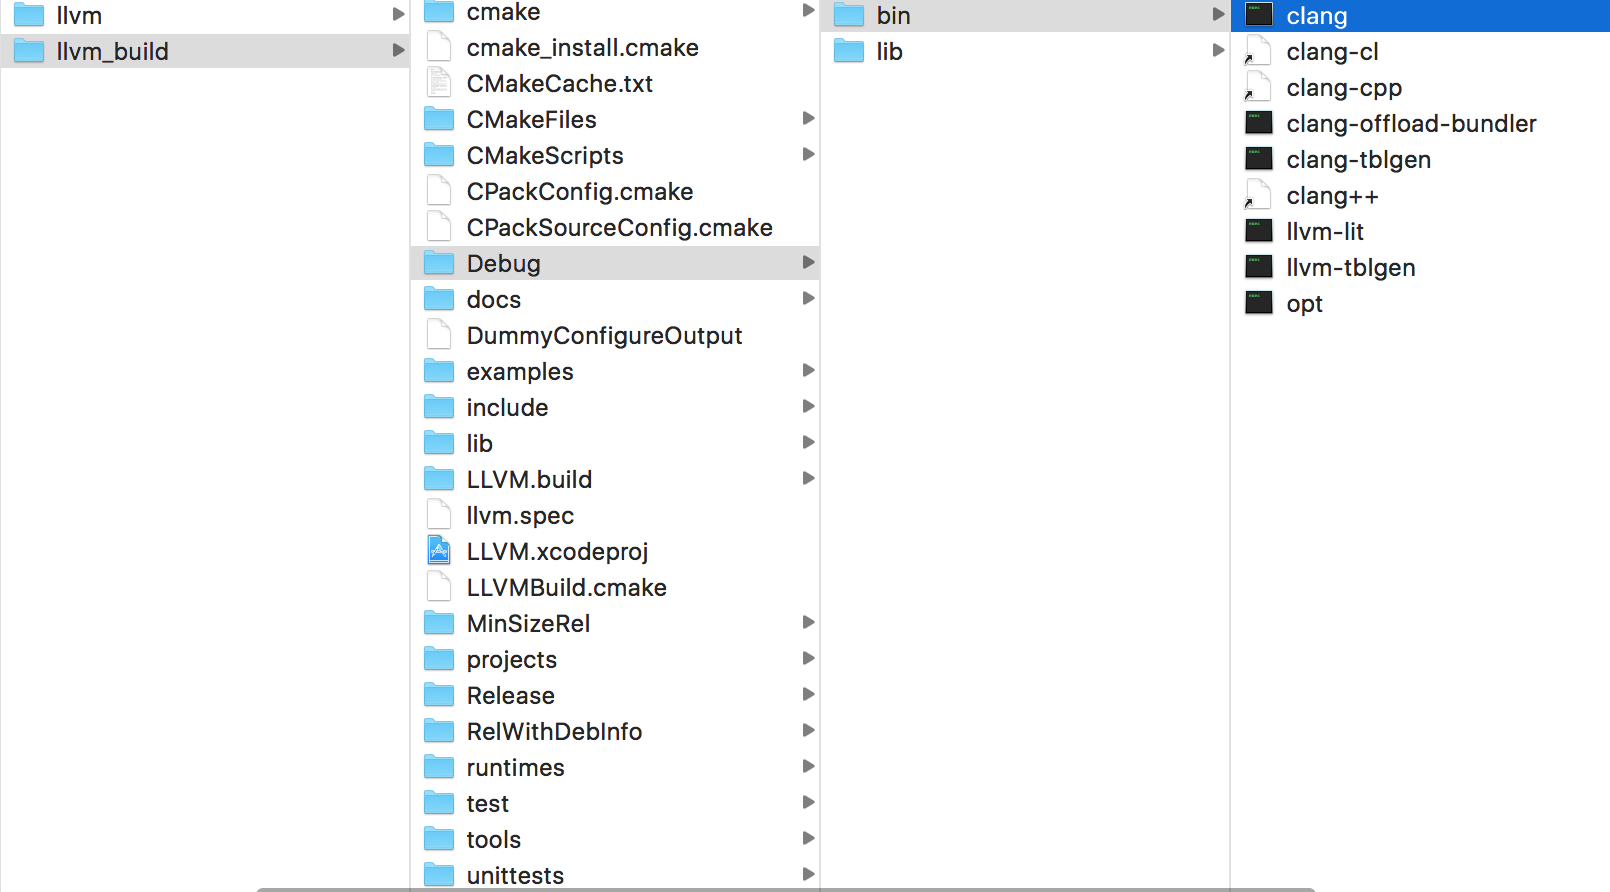 llvm
llvm_build
cmake
cmake_install.cmake
CMakeCache.txt
CMakeFiles
CMakeScripts
CPackConfig.cmake
CPackSourceConfig.cmake
Debug
docs
DummyConfigureOutput
examples
include
lib
LLVM.build
llvm.spec
LLVM.xcodeproj
LLVMBuild.cmake
MinSizeRel
projects
Release
RelWithDebInfo
runtimes
test
tools
unittests
bin
lib
clang
clang-cl
clang-cpp
clang-offload-bundler
clang-tblgen
clang++
llvm-lit
llvm-tblgen
opt